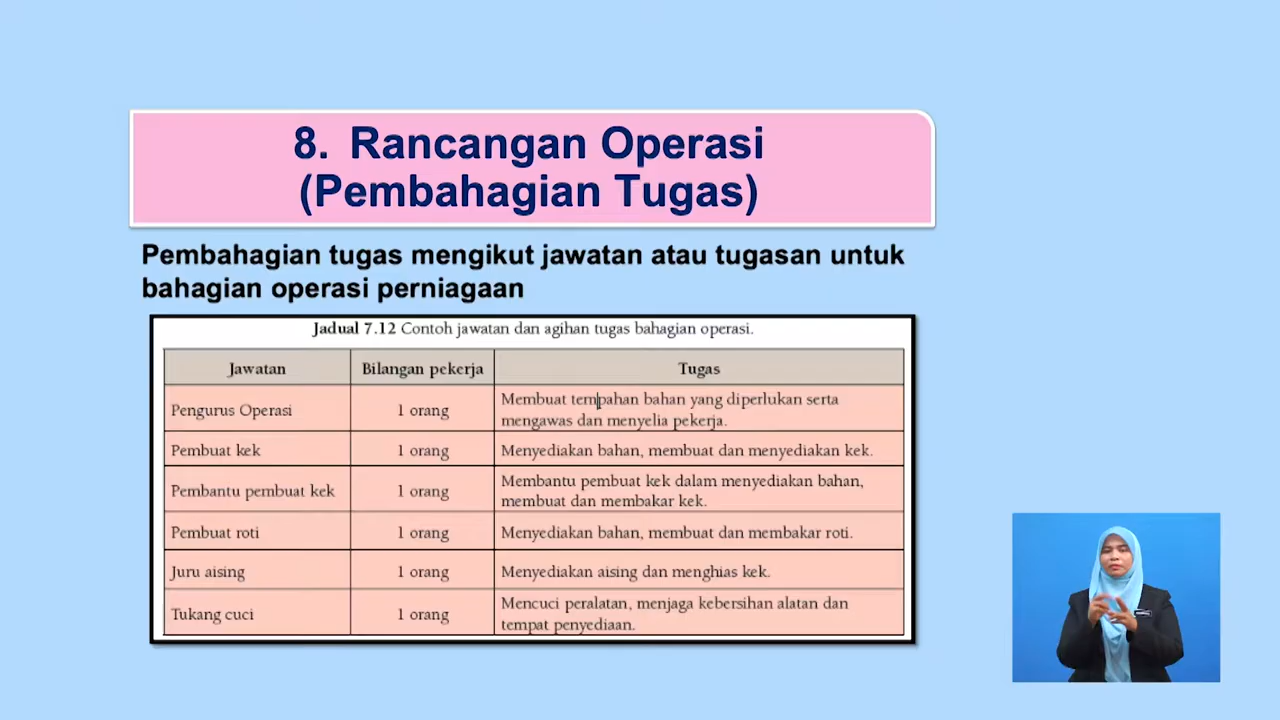 8. Rancangan Operasi
(Pembahagian Tugas)
Pembahagian tugas mengikut jawatan atau tugasan untuk
bahagian operasi perniagaan
Jadual 7.12 Contoh jawatan dan agihan tugas bahagian operasi.
Jawatan Bilangan pekerja Tugas
Pengurus Operasi 1 orang Membuat tempahan bahan yang diperlukan serta
mengawas dan menyelia pekerja.
Pembuat kek 1 orang Menyediakan bahan, membuat dan menyediakan kek.
Pembantu pembuat kek 1 orang Membantu pembuat kek dalam menyediakan bahan,
membuat dan membakar kek.
Pembuat roti 1 orang Menyediakan bahan, membuat dan membakar roti.
Juru aising 1 orang Menyediakan aising dan menghias kek.
Tukang cuci 1 orang Mencuci peralatan, menjaga kebersihan alatan dan
tempat penyediaan.